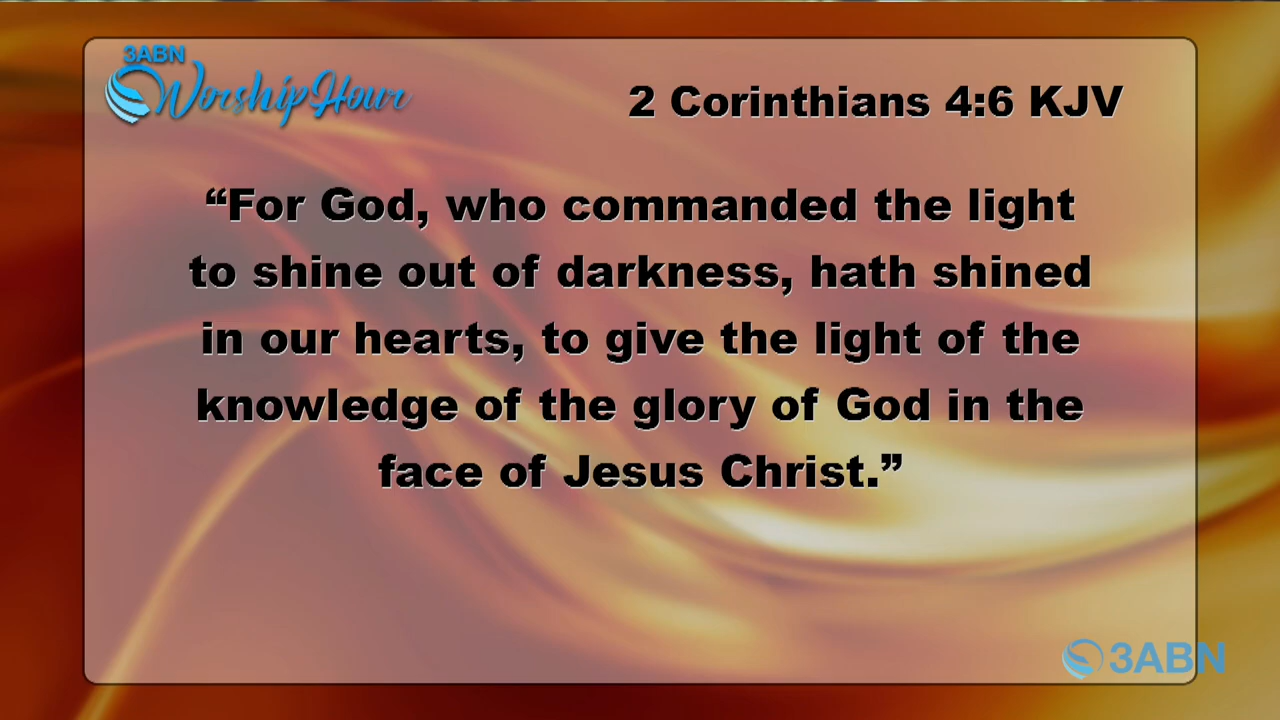 3ABN
Worship Hour
2 Corinthians 4:6 KJV
“For God, who commanded the light
to shine out of darkness, hath shined
in our hearts, to give the light of the
knowledge of the glory of God in the
face of Jesus Christ.”
3ABN